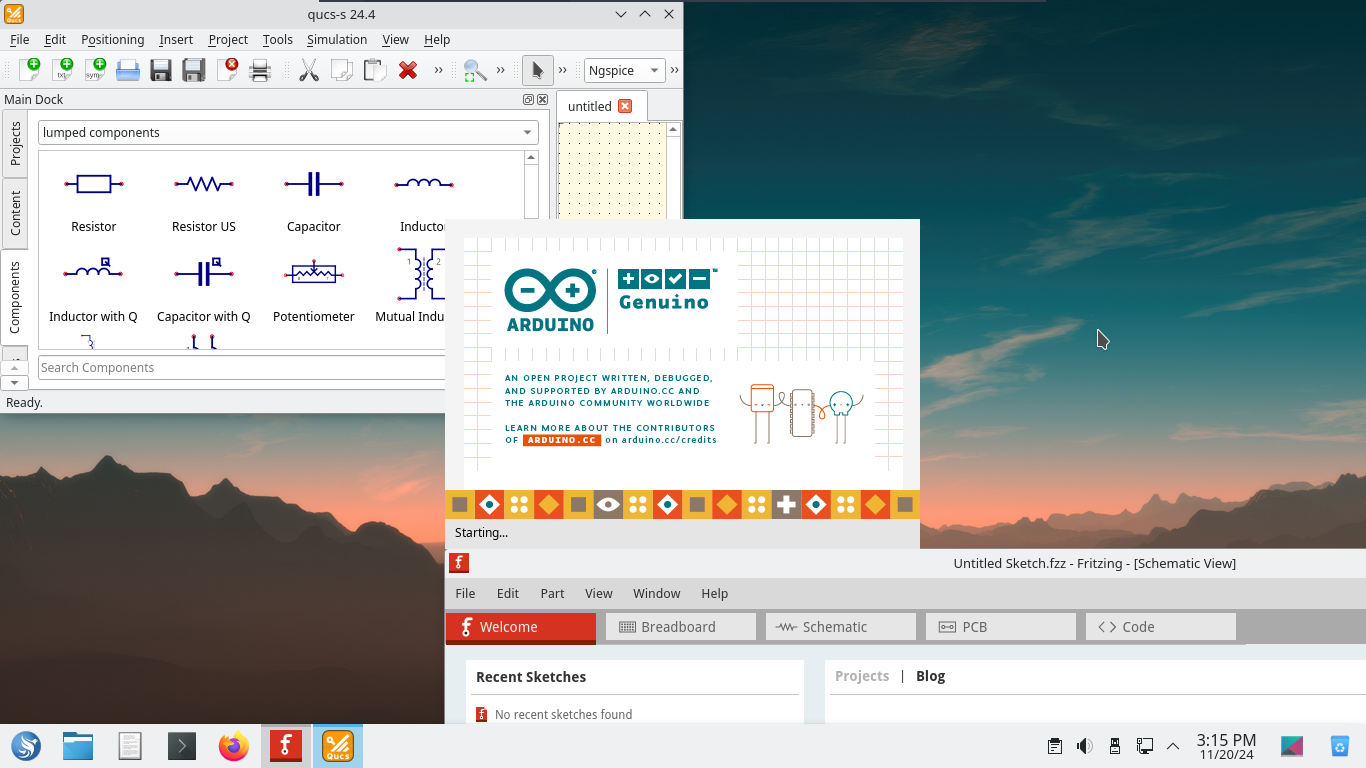 qucs-s 24.4
File Edit Positioning Insert Project Tools Simulation View Help
txt sym Ngspice
Main Dock
untitled
Projects
Content
Components
lumped components
Resistor Resistor US Capacitor Inductor
1 2
Inductor with Q Capacitor with Q Potentiometer Mutual Indu
Search Components
Ready.
ARDUINO
Genuino
TM
AN OPEN PROJECT WRITTEN, DEBUGGED,
AND SUPPORTED BY ARDUINO.CC AND
THE ARDUINO COMMUNITY WORLDWIDE
LEARN MORE ABOUT THE CONTRIBUTORS
OF ARDUINO.CC on arduino.cc/credits
Starting...
Untitled Sketch.fzz - Fritzing - [Schematic View]
File Edit Part View Window Help
Welcome Breadboard Schematic PCB Code
Recent Sketches
Projects | Blog
No recent sketches found
Qucs
3:15 PM
11/20/24